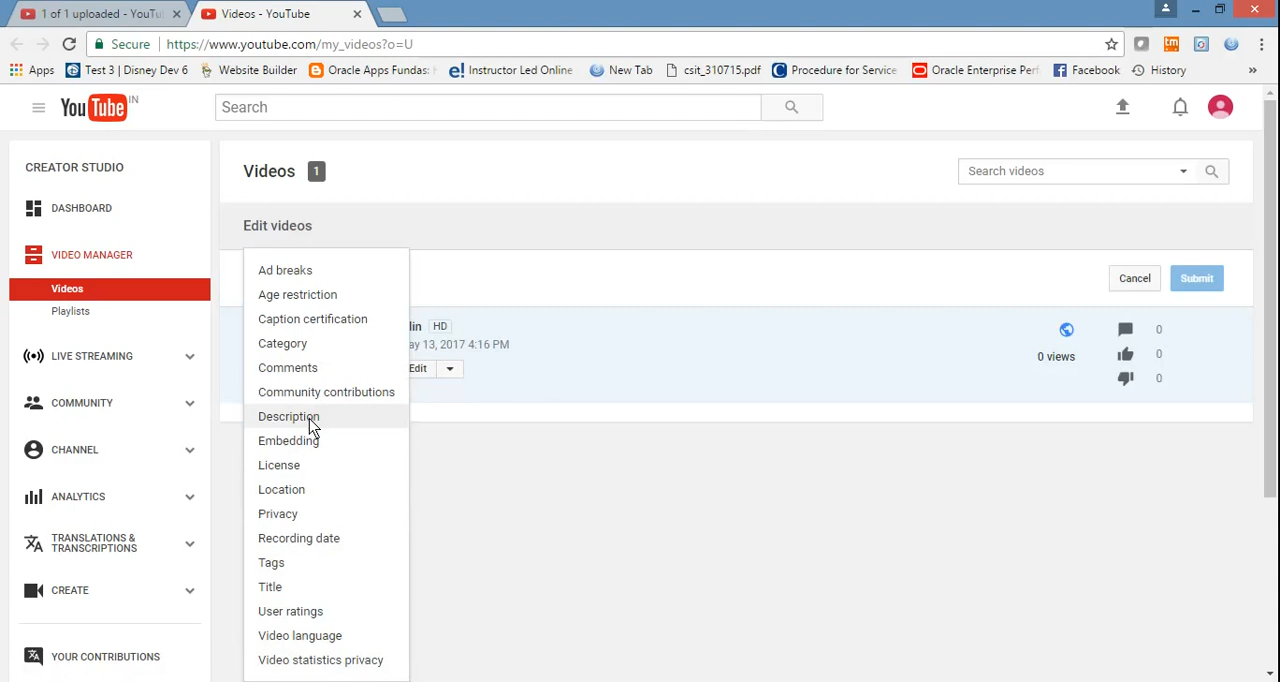 1 of 1 uploaded - YouTu
Videos - YouTube
Secure
https://www.youtube.com/my_videos?o=U
Apps
Test 3 | Disney Dev 6
Website Builder
Oracle Apps Fundas:
Instructor Led Online
New Tab
csit_310715.pdf
Procedure for Service
Oracle Enterprise Perf
Facebook
History
»
YouTube IN
Search
CREATOR STUDIO
DASHBOARD
VIDEO MANAGER
Videos
Playlists
LIVE STREAMING
COMMUNITY
CHANNEL
ANALYTICS
TRANSLATIONS &
TRANSCRIPTIONS
CREATE
YOUR CONTRIBUTIONS
Videos 1
Search videos
Edit videos
Cancel
Submit
Ad breaks
Age restriction
Caption certification
Category
Comments
Community contributions
Description
Embedding
License
Location
Privacy
Recording date
Tags
Title
User ratings
Video language
Video statistics privacy
lin HD
ay 13, 2017 4:16 PM
Edit
0 views
0
0
0